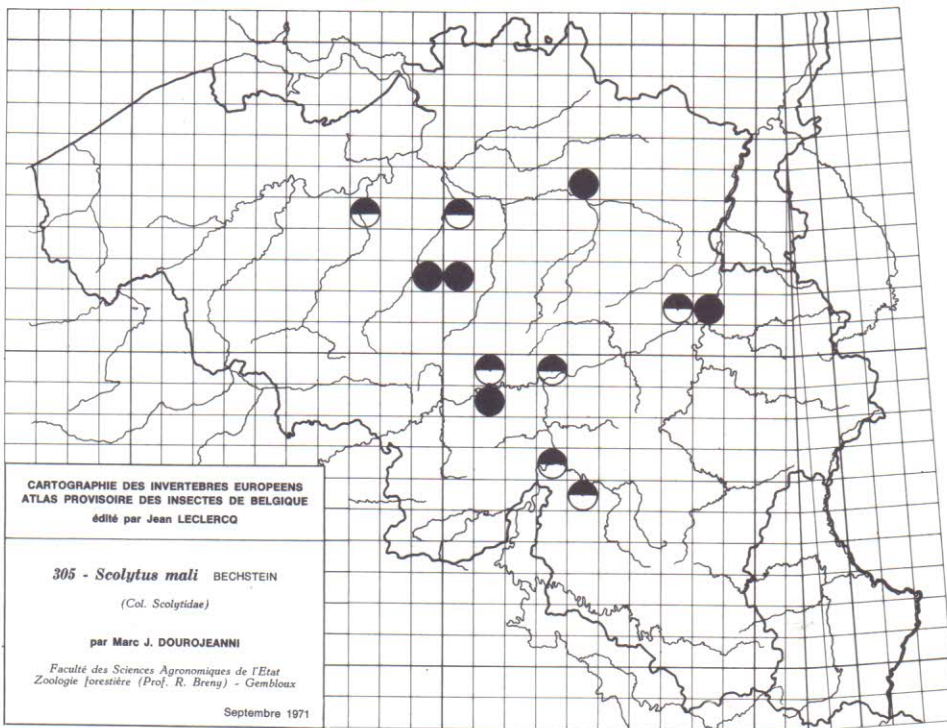 CARTOGRAPHIE DES INVERTEBRES EUROPEENS
ATLAS PROVISOIRE DES INSECTES DE BELGIQUE
édité par Jean LECLERCQ
305 - Scolytus mali BECHSTEIN
(Col. Scolytidae)
par Marc J. DOUROJEANNI
Faculté des Sciences Agronomiques de l'Etat
Zoologie forestière (Prof. R. Breny) - Gembloux
Septembre 1971